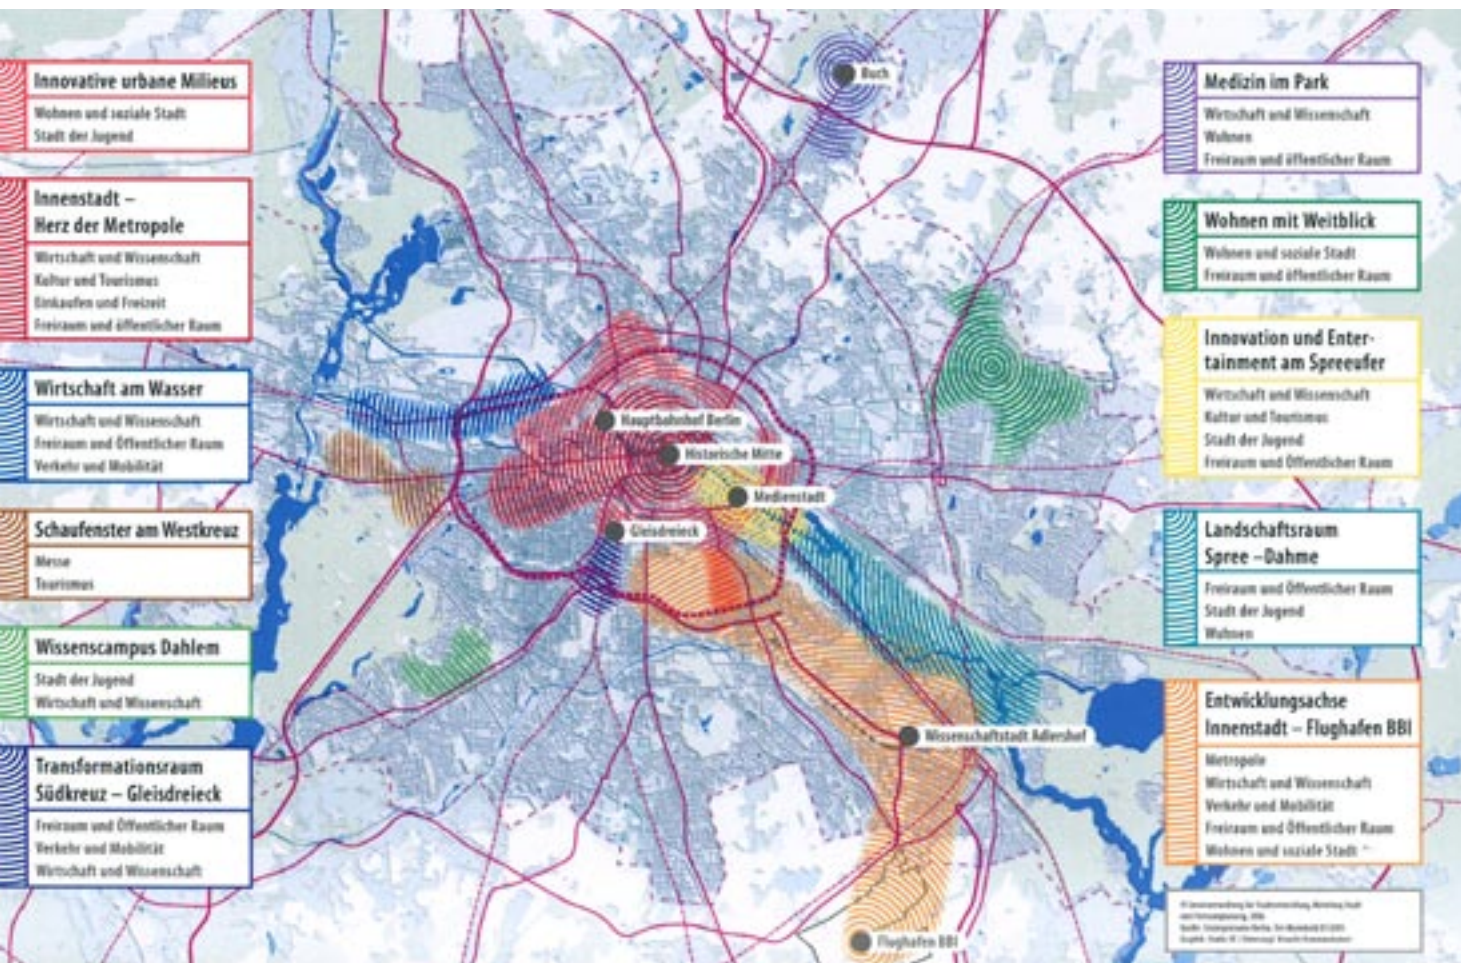 Innovative urbane Milieus
Wohnen und soziale Stadt
Stadt der Jugend
Innenstadt –
Herz der Metropole
Wirtschaft und Wissenschaft
Kultur und Tourismus
Einkaufen und Freizeit
Freiraum und öffentlicher Raum
Wirtschaft am Wasser
Wirtschaft und Wissenschaft
Freiraum und Öffentlicher Raum
Verkehr und Mobilität
Schaufenster am Westkreuz
Messe
Tourismus
Wissenscampus Dahlem
Stadt der Jugend
Wirtschaft und Wissenschaft
Transformationsraum
Südkreuz – Gleisdreieck
Freiraum und Öffentlicher Raum
Verkehr und Mobilität
Wirtschaft und Wissenschaft
Buch
Hauptbahnhof Berlin
Historische Mitte
Medienstadt
Gleisdreieck
Wissenschaftstadt Adlershof
Flughafen BBI
Medizin im Park
Wirtschaft und Wissenschaft
Wohnen
Freiraum und öffentlicher Raum
Wohnen mit Weitblick
Wohnen und soziale Stadt
Freiraum und öffentlicher Raum
Innovation und Enter-
tainment am Spreeufer
Wirtschaft und Wissenschaft
Kultur und Tourismus
Stadt der Jugend
Freiraum und Öffentlicher Raum
Landschaftsraum
Spree –Dahme
Freiraum und Öffentlicher Raum
Stadt der Jugend
Wohnen
Entwicklungsachse
Innenstadt – Flughafen BBI
Metropole
Wirtschaft und Wissenschaft
Verkehr und Mobilität
Freiraum und Öffentlicher Raum
Wohnen und soziale Stadt